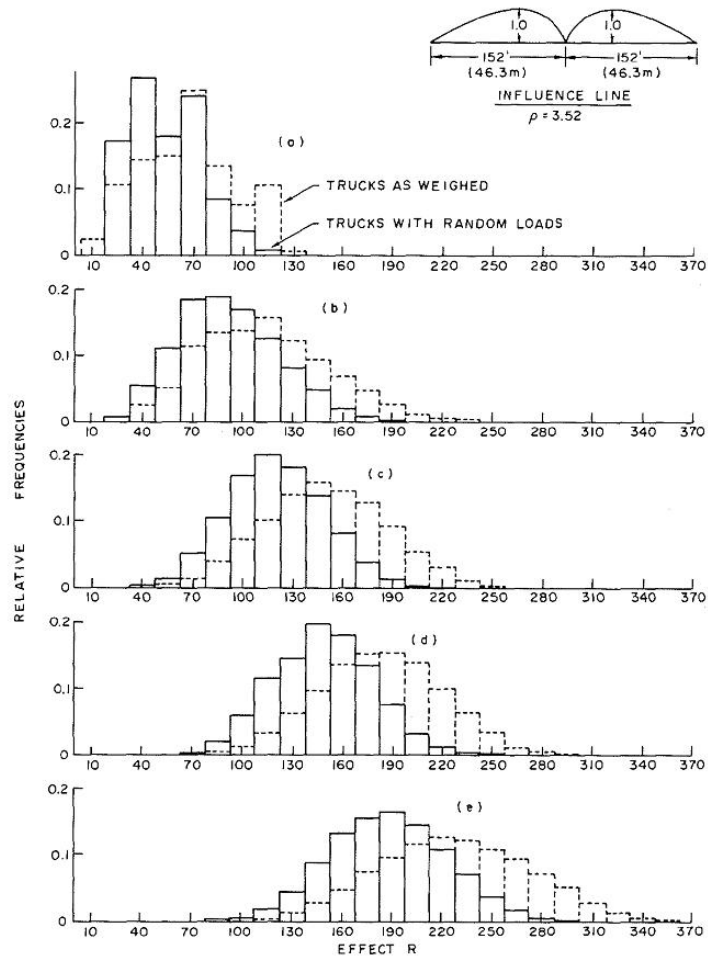 1.0 1.0
152' 152'
(46.3m) (46.3m)
INFLUENCE LINE
ρ = 3.52
0.2
(a)
0.1
TRUCKS AS WEIGHED
TRUCKS WITH RANDOM LOADS
0
10 40 70 100 130 160 190 220 250 280 310 340 370
0.2
(b)
0.1
0
10 40 70 100 130 160 190 220 250 280 310 340 370
0.2
(c)
0.1
0
10 40 70 100 130 160 190 220 250 280 310 340 370
0.2
(d)
0.1
0
10 40 70 100 130 160 190 220 250 280 310 340 370
0.2
(e)
0.1
0
10 40 70 100 130 160 190 220 250 280 310 340 370
EFFECT R
RELATIVE FREQUENCIES